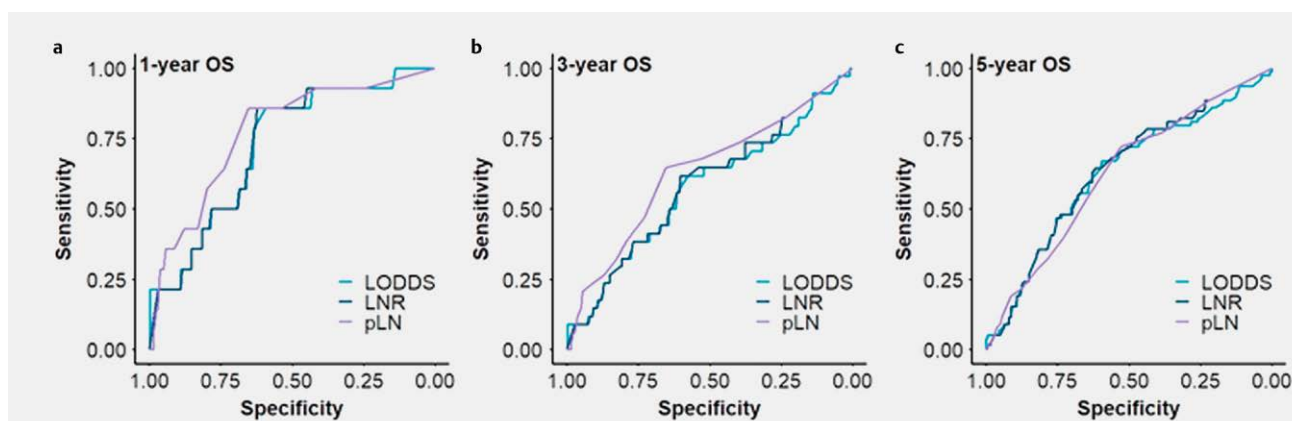 a
1-year OS
1.00
0.75
0.50
0.25
0.00
Sensitivity
LODDS
LNR
pLN
1.00 0.75 0.50 0.25 0.00
Specificity
b
3-year OS
1.00
0.75
0.50
0.25
0.00
Sensitivity
LODDS
LNR
pLN
1.00 0.75 0.50 0.25 0.00
Specificity
c
5-year OS
1.00
0.75
0.50
0.25
0.00
Sensitivity
LODDS
LNR
pLN
1.00 0.75 0.50 0.25 0.00
Specificity